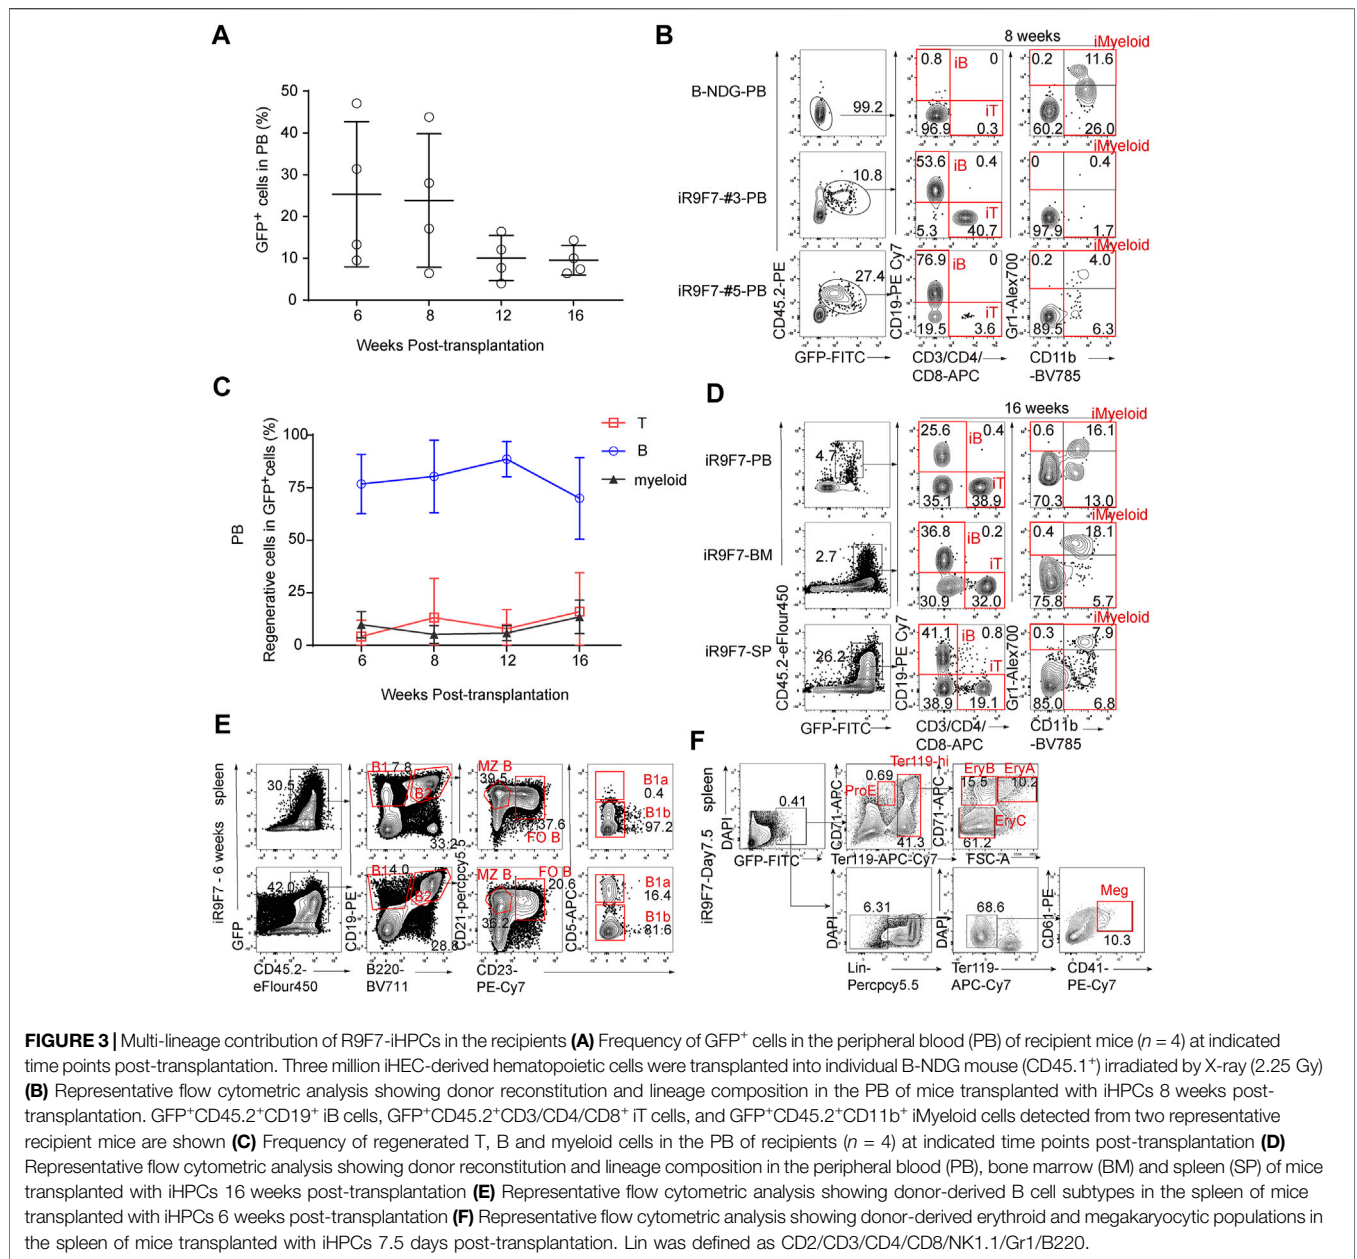 A
GFP+ cells in PB (%)
50
40
30
20
10
0
6 8 12 16
Weeks Post-transplantation
B
8 weeks
iMyeloid
B-NDG-PB
99.2
0.8 iB 0
iT
96.9 0.3
0.2 11.6
60.2 26.0
iMyeloid
iR9F7-#3-PB
10.8
53.6 iB 0.4
iT
5.3 40.7
0 0.4
97.9 1.7
iMyeloid
iR9F7-#5-PB
27.4
76.9 iB 0
iT
19.5 3.6
0.2 4.0
89.5 6.3
CD45.2-PE
CD19-PE Cy7
Gr1-Alex700
GFP-FITC
CD3/CD4/
CD8-APC
CD11b
-BV785
C
PB
Regenerative cells in GFP+cells (%)
100
75
50
25
0
6 8 12 16
Weeks Post-transplantation
T
B
myeloid
D
16 weeks
iMyeloid
iR9F7-PB
4.7
25.6 iB 0.4
iT
35.1 38.9
0.6 16.1
70.3 13.0
iMyeloid
iR9F7-BM
2.7
36.8 iB 0.2
iT
30.9 32.0
0.4 18.1
75.8 5.7
iMyeloid
iR9F7-SP
26.2
41.1 iB 0.8
iT
38.9 19.1
0.3 7.9
85.0 6.8
CD45.2-eFlour450
CD19-PE Cy7
Gr1-Alex700
GFP-FITC
CD3/CD4/
CD8-APC
CD11b
-BV785
E
iR9F7 - 6 weeks spleen
30.5
B1 7.8
B2
33.2
MZ B
39.5
37.6
FO B
B1a
0.4
B1b
97.2
42.0
B1 4.0
B2
28.8
MZ B
FO B
20.6
36.2
B1a
16.4
B1b
81.6
GFP
CD19-PE
CD21-percpcy5.5
CD5-APC
CD45.2-
eFlour450
B220-
BV711
CD23-
PE-Cy7
F
iR9F7-Day7.5 spleen
0.41
DAPI
GFP-FITC
Ter119-hi
ProE
0.69
41.3
CD71-APC
Ter119-APC-Cy7
EryB EryA
15.5 10.2
EryC
61.2
CD71-APC
FSC-A
6.31
DAPI
Lin-
Percpcy5.5
68.6
DAPI
Ter119-
APC-Cy7
Meg
10.3
CD61-PE
CD41-
PE-Cy7
FIGURE 3 | Multi-lineage contribution of R9F7-iHPCs in the recipients (A) Frequency of GFP+ cells in the peripheral blood (PB) of recipient mice (n = 4) at indicated
time points post-transplantation. Three million iHEC-derived hematopoietic cells were transplanted into individual B-NDG mouse (CD45.1+) irradiated by X-ray (2.25 Gy)
(B) Representative flow cytometric analysis showing donor reconstitution and lineage composition in the PB of mice transplanted with iHPCs 8 weeks post-
transplantation. GFP+CD45.2+CD19+ iB cells, GFP+CD45.2+CD3/CD4/CD8+ iT cells, and GFP+CD45.2+CD11b+ iMyeloid cells detected from two representative
recipient mice are shown (C) Frequency of regenerated T, B and myeloid cells in the PB of recipients (n = 4) at indicated time points post-transplantation (D)
Representative flow cytometric analysis showing donor reconstitution and lineage composition in the peripheral blood (PB), bone marrow (BM) and spleen (SP) of mice
transplanted with iHPCs 16 weeks post-transplantation (E) Representative flow cytometric analysis showing donor-derived B cell subtypes in the spleen of mice
transplanted with iHPCs 6 weeks post-transplantation (F) Representative flow cytometric analysis showing donor-derived erythroid and megakaryocytic populations in
the spleen of mice transplanted with iHPCs 7.5 days post-transplantation. Lin was defined as CD2/CD3/CD4/CD8/NK1.1/Gr1/B220.